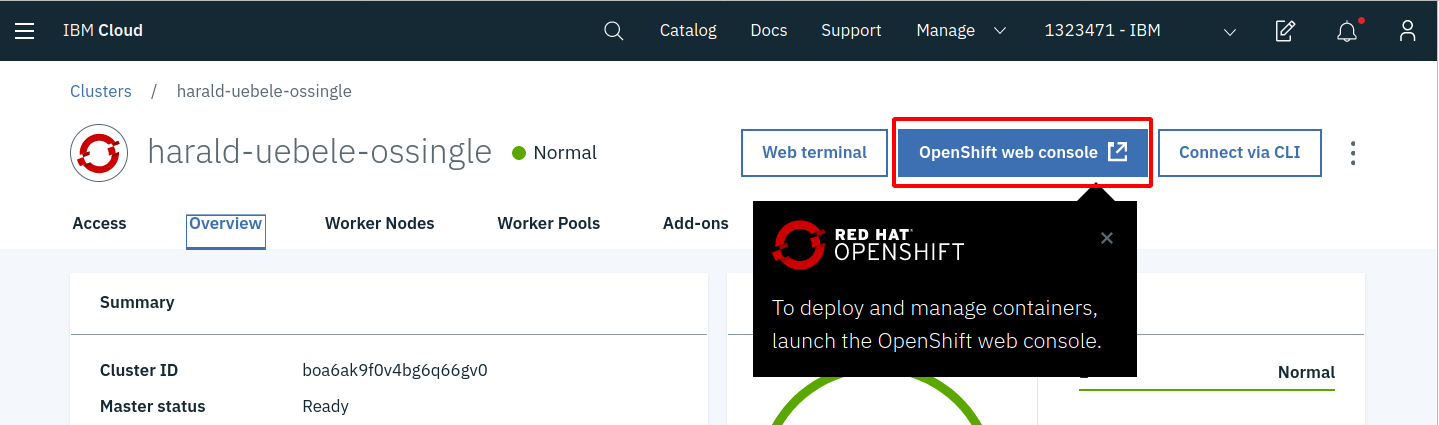 IBM Cloud
Catalog
Docs
Support
Manage
1323471 - IBM
Clusters / harald-uebele-ossingle
harald-uebele-ossingle
Normal
Web terminal
OpenShift web console
Connect via CLI
Access
Overview
Worker Nodes
Worker Pools
Add-ons
RED HAT
OPENSHIFT
To deploy and manage containers,
launch the OpenShift web console.
Summary
Cluster ID boa6ak9f0v4bg6q66gv0
Master status Ready
Normal